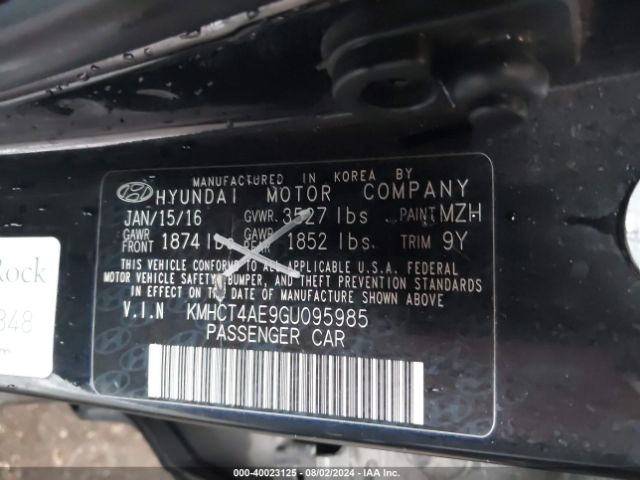 MANUFACTURED IN KOREA BY
HYUNDAI MOTOR COMPANY
JAN/15/16 GVWR. 3527 lbs PAINT MZH
GAWR FRONT 1874 lbs GAWR REAR 1852 lbs. TRIM 9Y
THIS VEHICLE CONFORMS TO ALL APPLICABLE U.S.A. FEDERAL
MOTOR VEHICLE SAFETY, BUMPER, AND THEFT PREVENTION STANDARDS
IN EFFECT ON THE DATE OF MANUFACTURE SHOWN ABOVE
V.I.N KMHCT4AE9GU095985
PASSENGER CAR
Rock
348
m
000-40023125 - 08/02/2024 - IAA Inc.